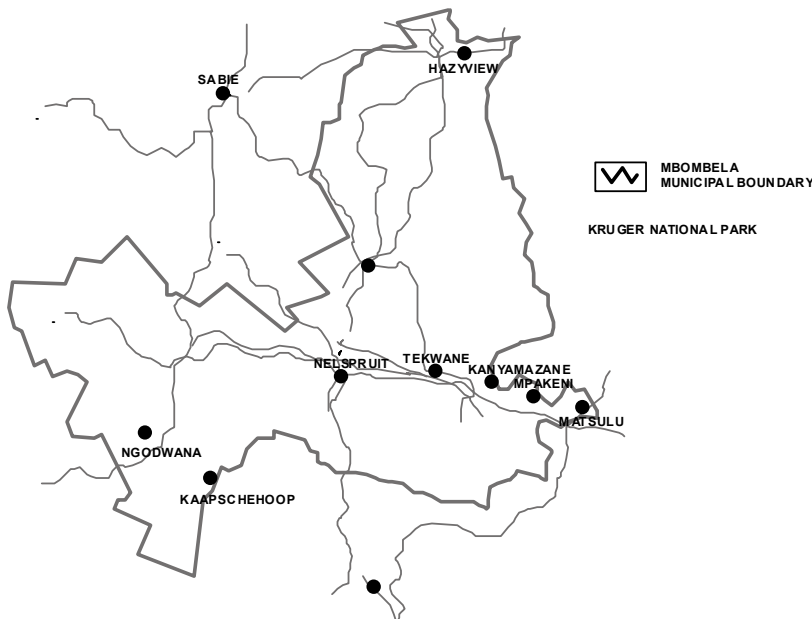 HAZYVIEW
SABIE
MBOMBELA
MUNICIPAL BOUNDARY
KRUGER NATIONAL PARK
TEKWANE
NELSPRUIT
KANYAMAZANE
MPAKENI
MATSULU
NGODWANA
KAAPSCHEHOOP